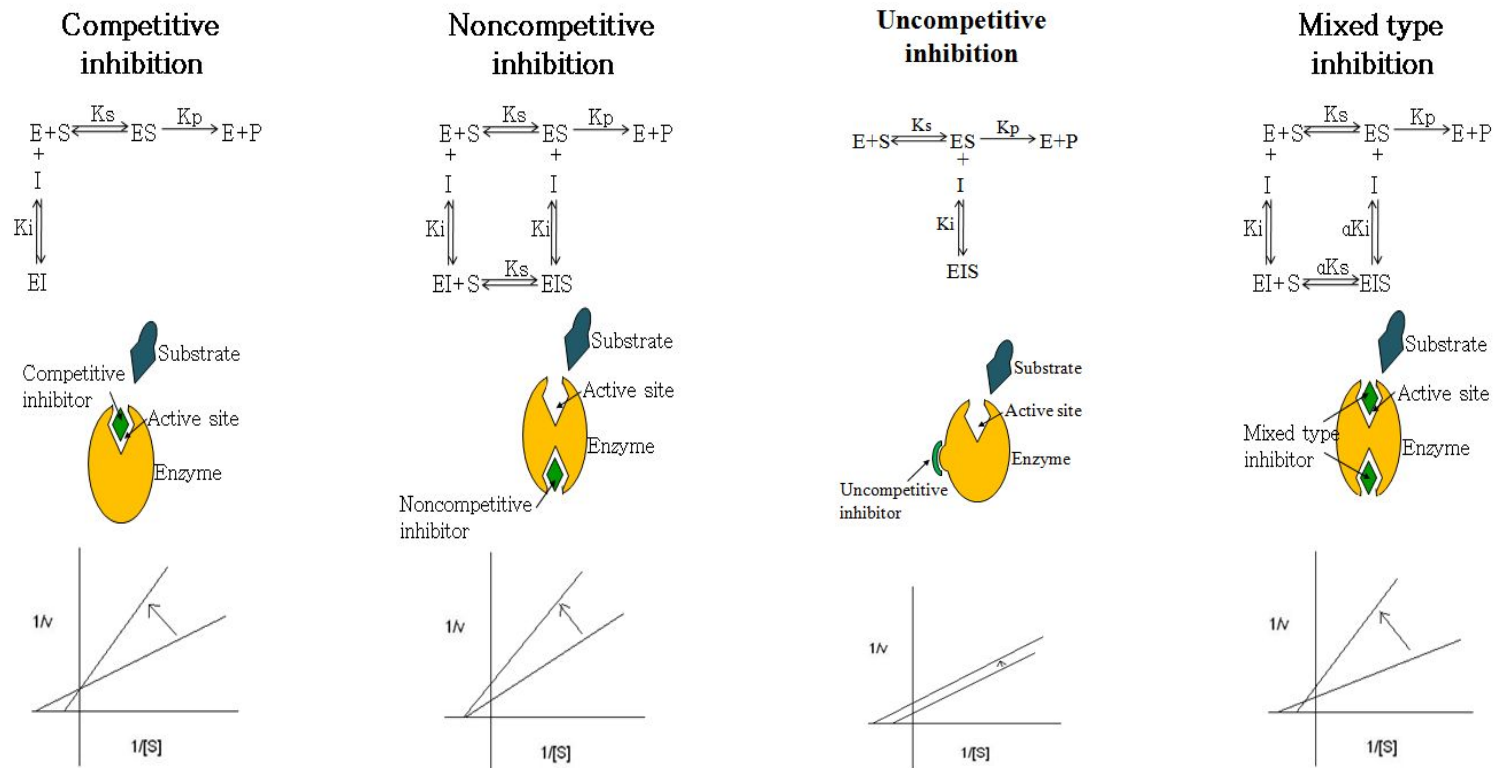 Competitive
inhibition
E+S Ks ES Kp E+P
+
I
Ki
EI
Substrate
Competitive
inhibitor
Active site
Enzyme
1/v
1/[S]
Noncompetitive
inhibition
E+S Ks ES Kp E+P
+ +
I I
Ki Ki
EI+S Ks EIS
Substrate
Active site
Enzyme
Noncompetitive
inhibitor
1/v
1/[S]
Uncompetitive
inhibition
E+S Ks ES Kp E+P
+
I
Ki
EIS
Substrate
Active site
Enzyme
Uncompetitive
inhibitor
1/v
1/[S]
Mixed type
inhibition
E+S Ks ES Kp E+P
+ +
I I
Ki αKi
EI+S αKs EIS
Substrate
Active site
Mixed type
inhibitor
Enzyme
1/v
1/[S]